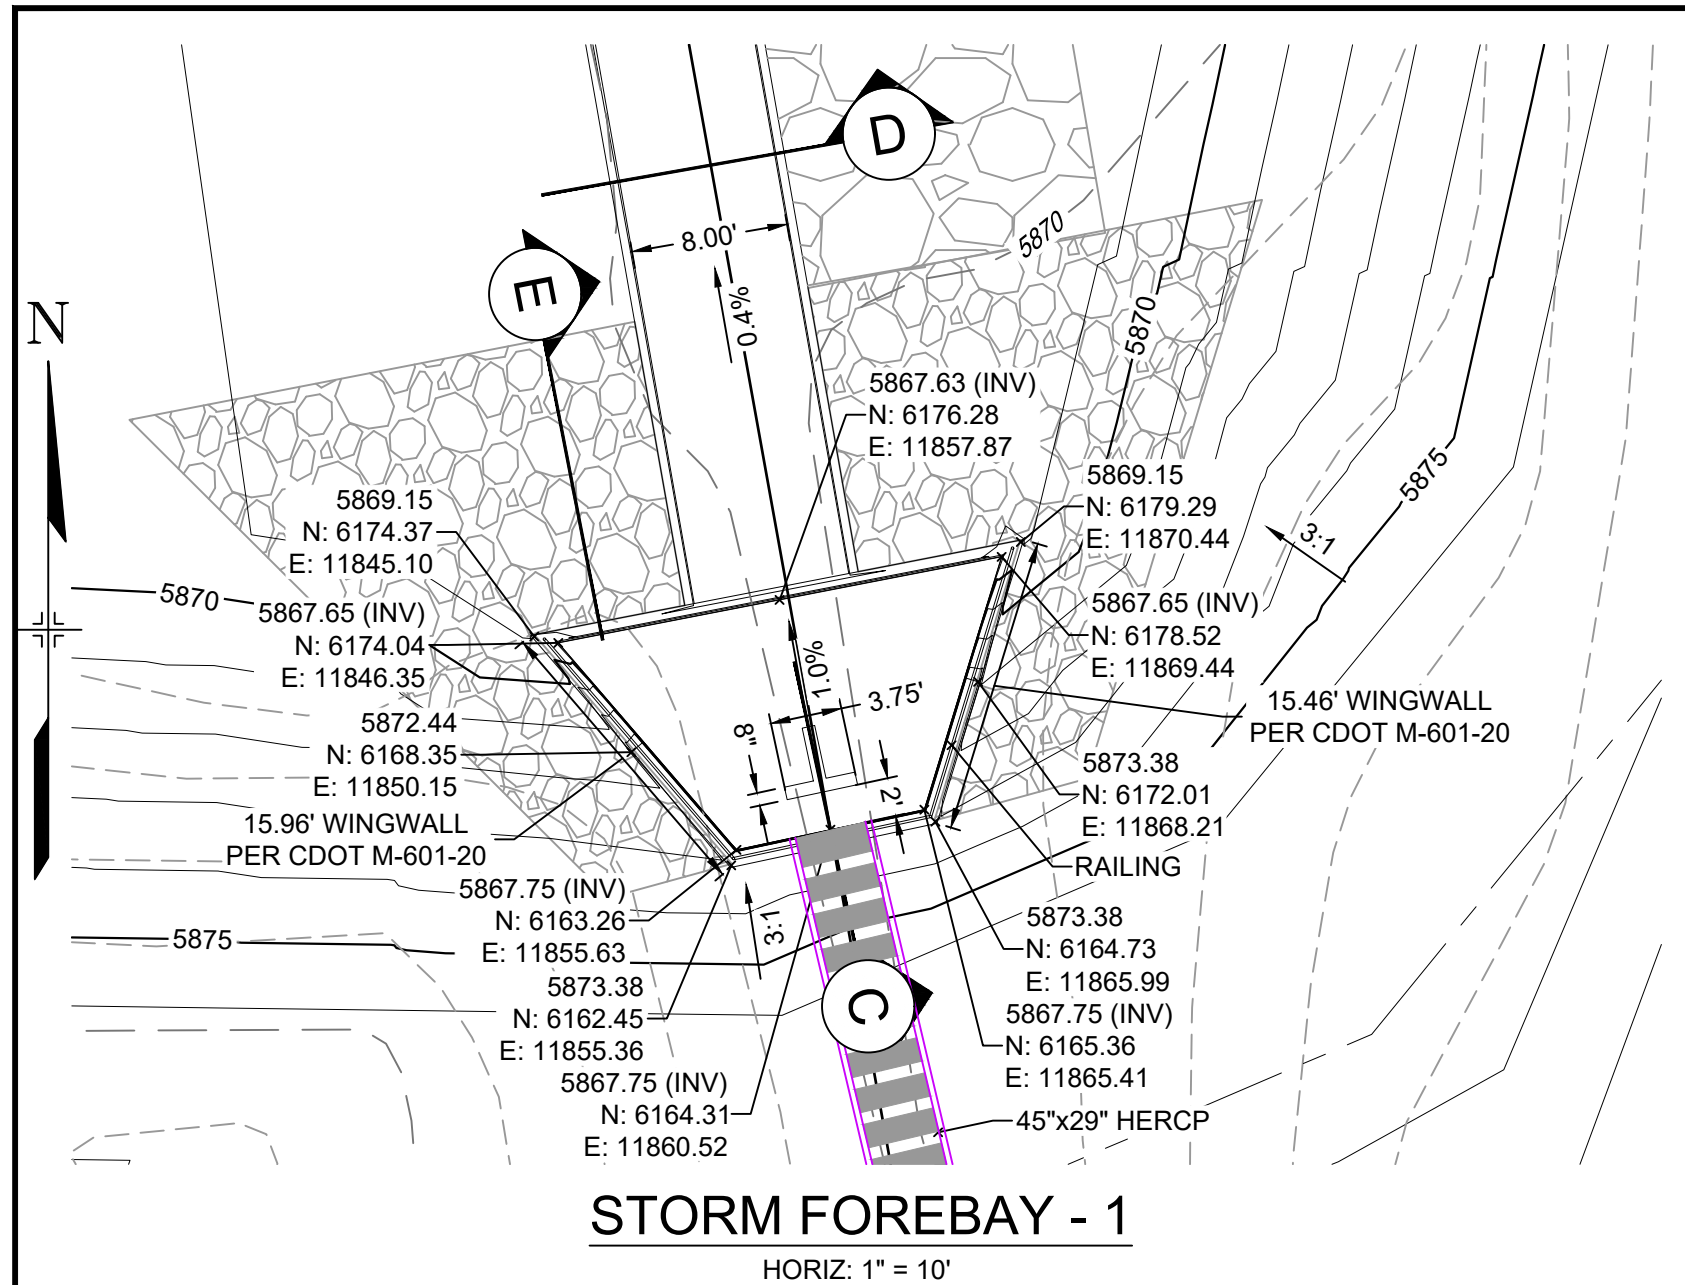 D
8.00'
5870
E
0.4%
5870
N
5867.63 (INV)
N: 6176.28
E: 11857.87
5875
5869.15
N: 6174.37
E: 11845.10
5869.15
N: 6179.29
E: 11870.44
3:1
5870
5867.65 (INV)
N: 6174.04
E: 11846.35
5867.65 (INV)
N: 6178.52
E: 11869.44
1.0%
3.75'
15.46' WINGWALL
PER CDOT M-601-20
5872.44
N: 6168.35
E: 11850.15
8"
2'
5873.38
N: 6172.01
E: 11868.21
15.96' WINGWALL
PER CDOT M-601-20
RAILING
5867.75 (INV)
N: 6163.26
E: 11855.63
3:1
5875
5873.38
N: 6164.73
E: 11865.99
5873.38
N: 6162.45
E: 11855.36
C
5867.75 (INV)
N: 6165.36
E: 11865.41
5867.75 (INV)
N: 6164.31
E: 11860.52
45"x29" HERCP
STORM FOREBAY - 1
HORIZ: 1" = 10'